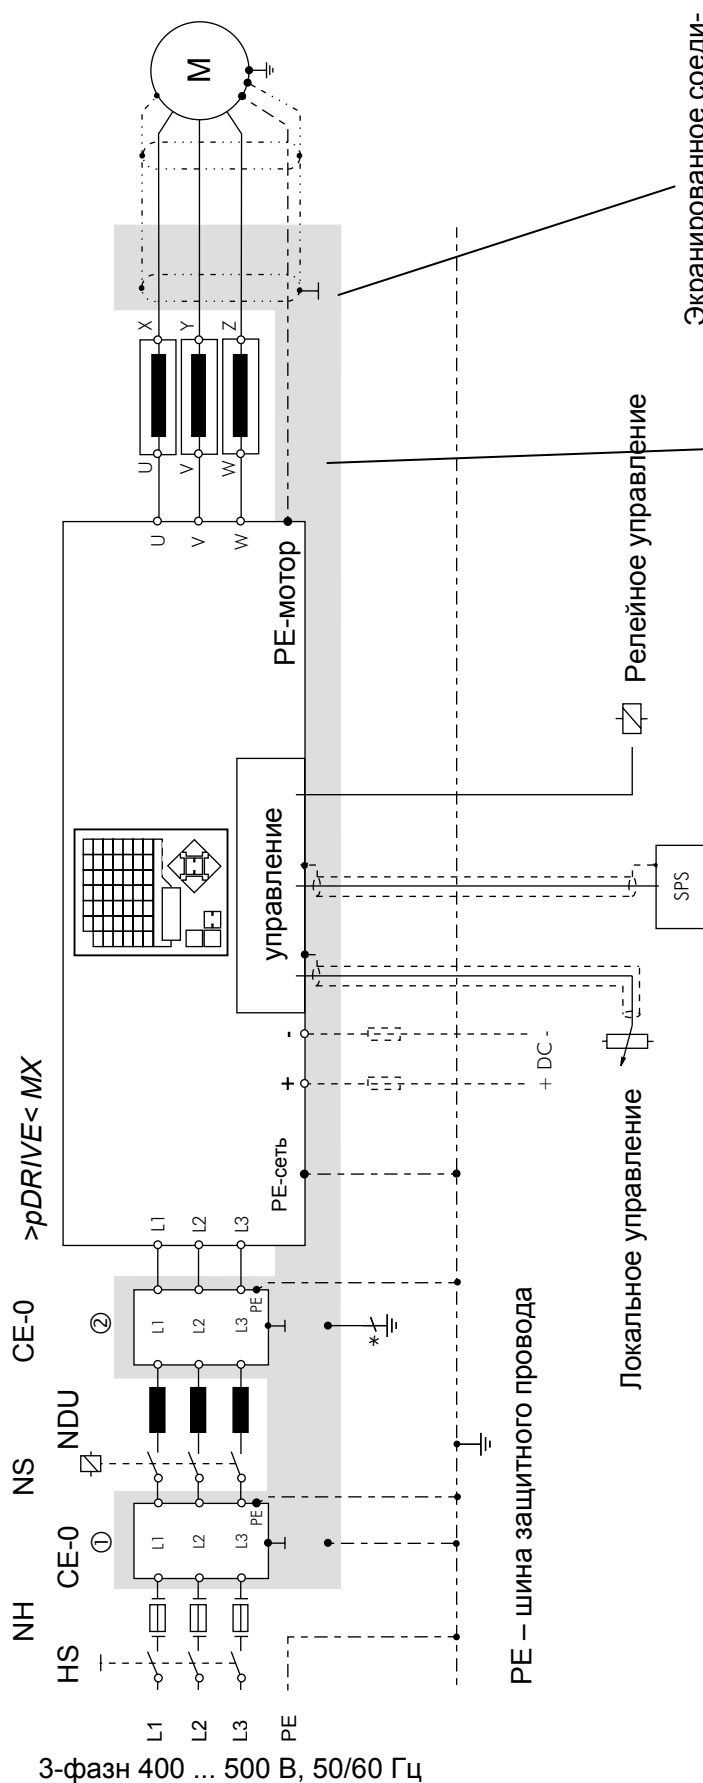 3-фазн 400 ... 500 В, 50/60 Гц
HS
NH
CE-0
①
NS
NDU
CE-0
②
>pDRIVE< MX
L1
L2
L3
PE
L1
L2
L3
PE
L1
L2
L3
PE
L1
L2
L3
PE-сеть
+
-
+ DC -
управление
PE-мотор
U
V
W
U
V
W
X
Y
Z
M
*
PE – шина защитного провода
Локальное управление
SPS
Релейное управление
Экранированное соеди-